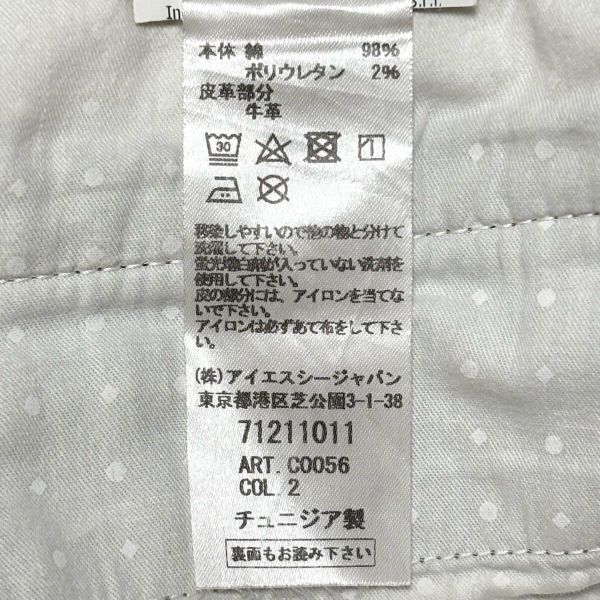 In
S.r.l.
本体 綿 98%
ポリウレタン 2%
皮革部分
牛革
30
移染しやすいので他の物と分けて
洗濯して下さい。
蛍光増白剤が入っていない洗剤を
使用して下さい。
皮の部分には、アイロンを当てな
いで下さい。
アイロンは必ずあて布をして下さ
い。
(株)アイエスシージャパン
東京都港区芝公園3-1-38
71211011
ART. C0056
COL. 2
チュニジア製
裏面もお読み下さい